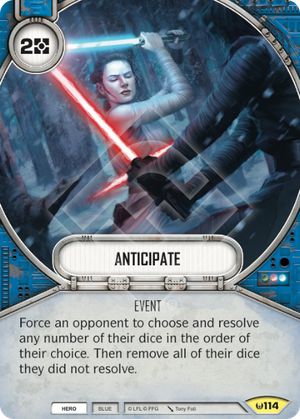 2
ANTICIPATE
EVENT
Force an opponent to choose and resolve
any number of their dice in the order of
their choice. Then remove all of their dice
they did not resolve.
HERO BLUE © LFL © FFG Tony Foti 114